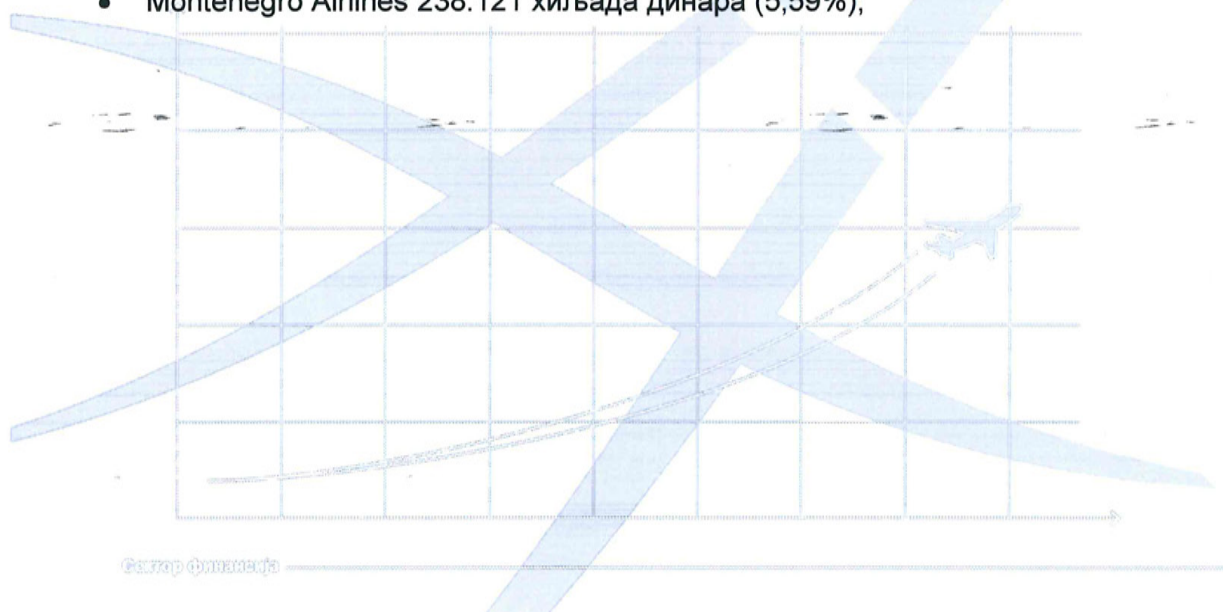 • Montenegro Airlines 238.121 хиљада динара (5,59%);
Сектор финансија